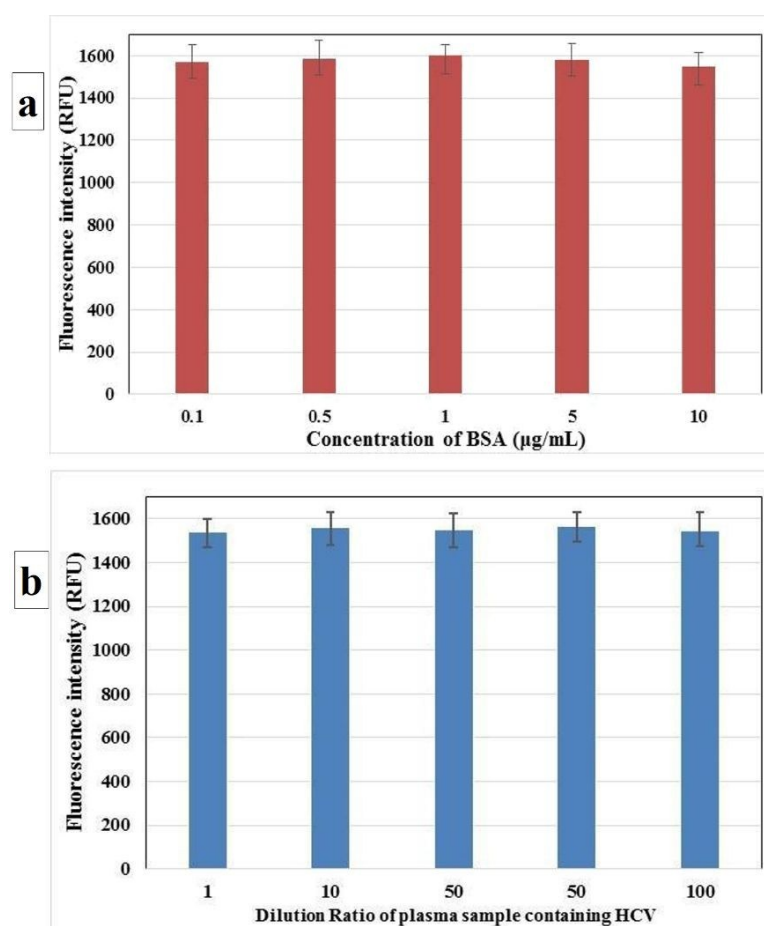 a
Fluorescence intensity (RFU)
1600
1400
1200
1000
800
600
400
200
0
0.1 0.5 1 5 10
Concentration of BSA (µg/mL)
b
Fluorescence intensity (RFU)
1600
1400
1200
1000
800
600
400
200
0
1 10 50 50 100
Dilution Ratio of plasma sample containing HCV